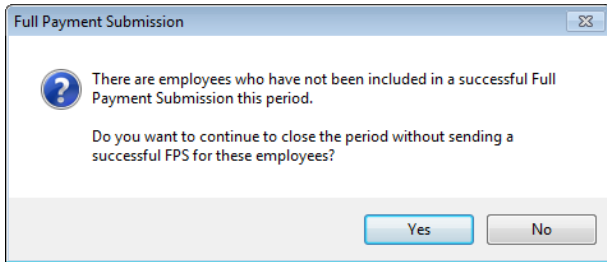 Full Payment Submission
There are employees who have not been included in a successful Full
Payment Submission this period.
Do you want to continue to close the period without sending a
successful FPS for these employees?
Yes
No